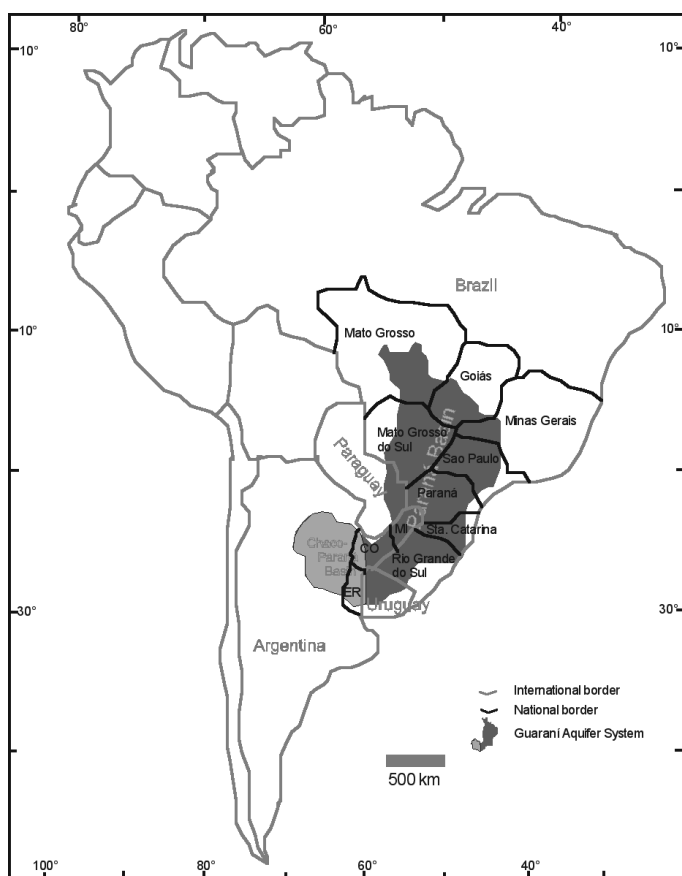 80°
60°
40°
10°
10°
Brazil
Mato Grosso
10°
10°
Goiás
Minas Gerais
Mato Grosso
do Sul
Paraná Basin
Sao Paulo
Paraguay
Paraná
MI
Sta. Catarina
CO
Chaco-
Paraná
Basin
Rio Grande
do Sul
ER
Uruguay
30°
30°
Argentina
International border
National border
Guaraní Aquifer System
500 km
100°
80°
60°
40°